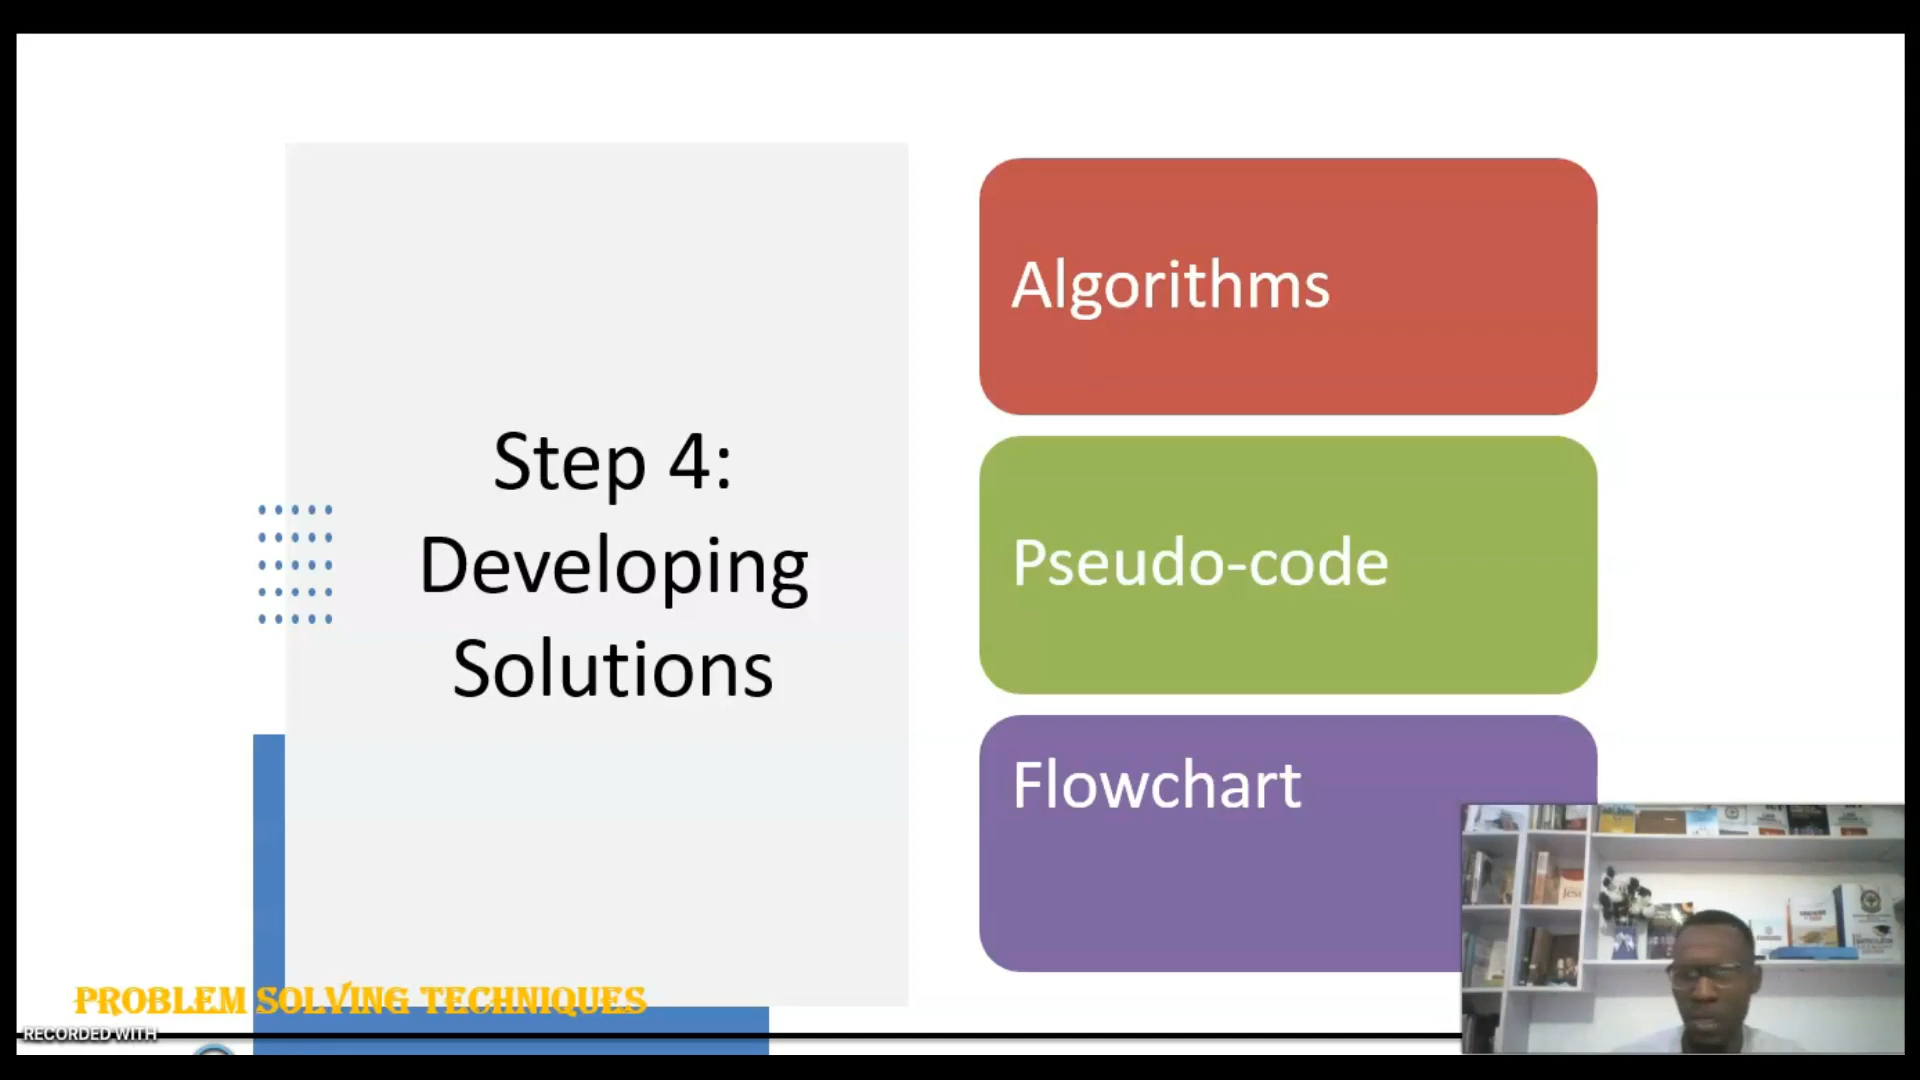 Step 4:
Developing
Solutions
Algorithms
Pseudo-code
Flowchart
PROBLEM SOLVING TECHNIQUES
RECORDED WITH